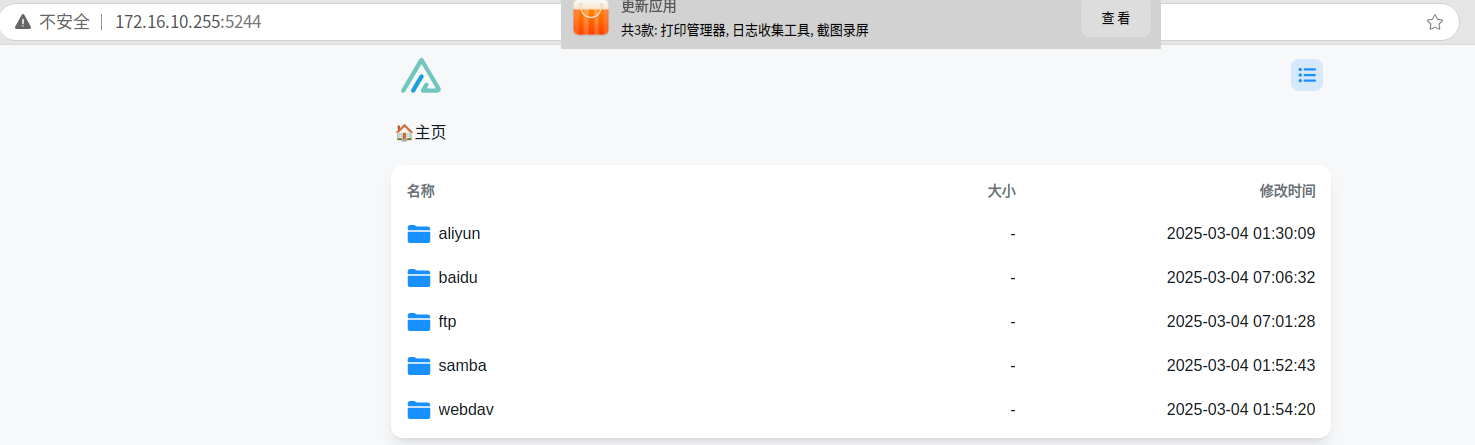 更新应用
不安全 | 172.16.10.255:5244
共3款: 打印管理器, 日志收集工具, 截图录屏
查看
主页
名称 大小 修改时间
aliyun - 2025-03-04 01:30:09
baidu - 2025-03-04 07:06:32
ftp - 2025-03-04 07:01:28
samba - 2025-03-04 01:52:43
webdav - 2025-03-04 01:54:20